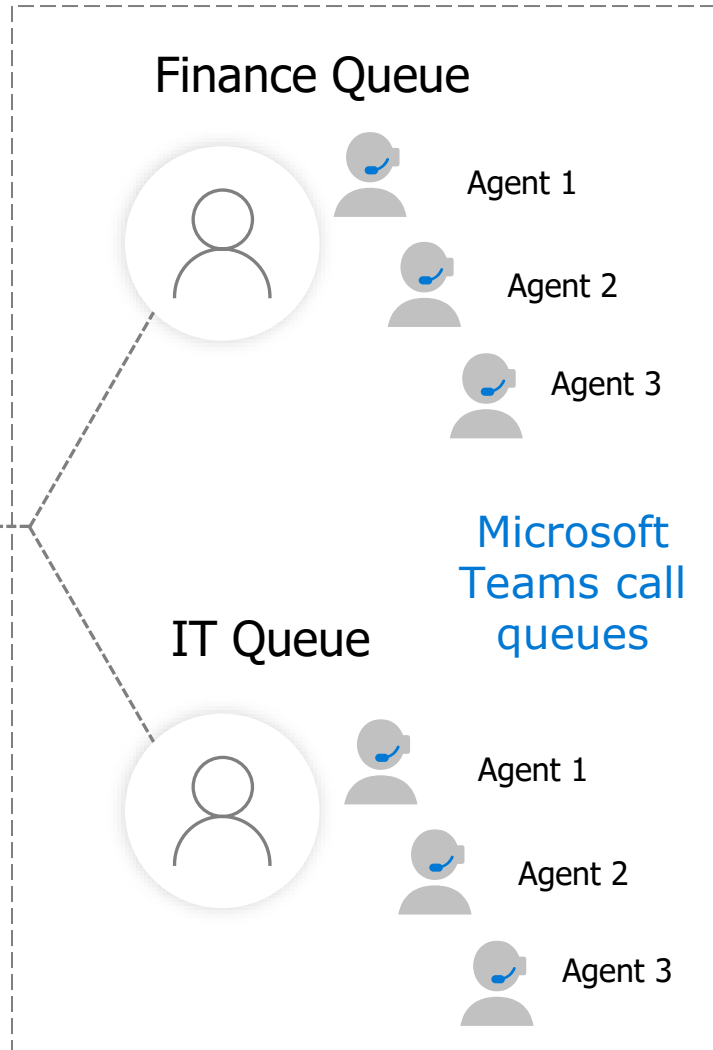 Finance Queue
Agent 1
Agent 2
Agent 3
Microsoft
Teams call
queues
IT Queue
Agent 1
Agent 2
Agent 3